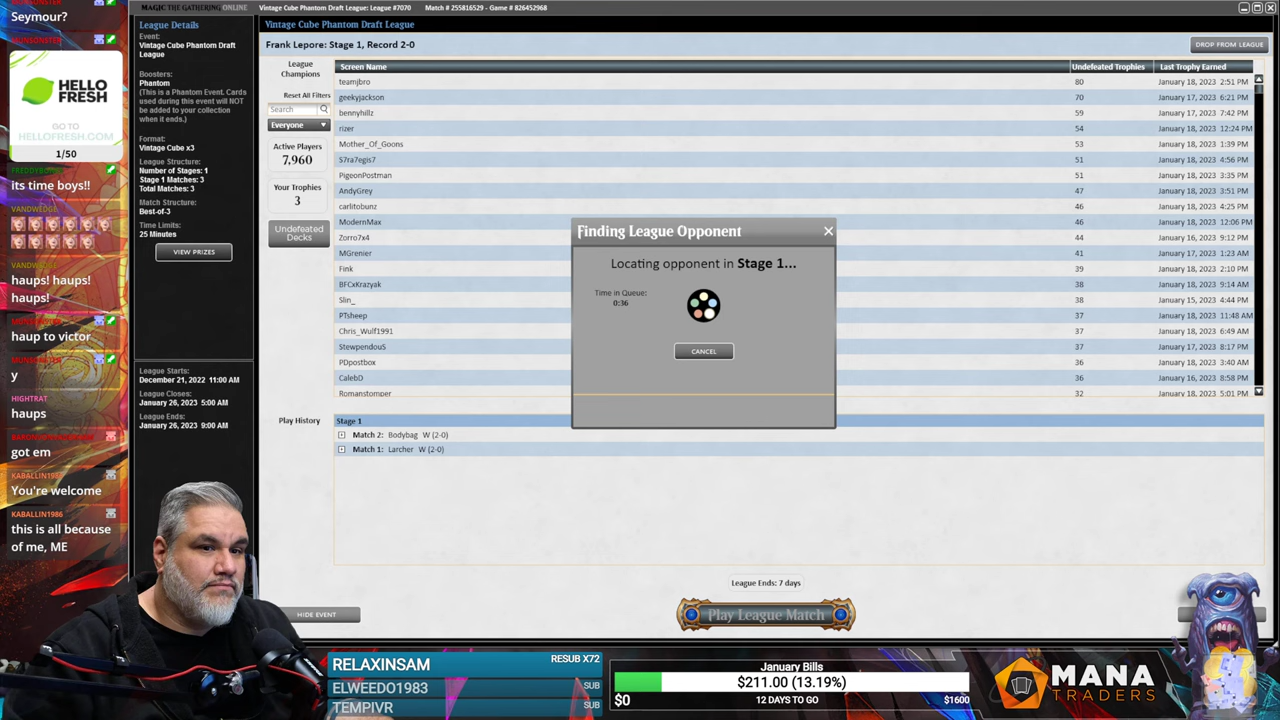 MAGIC THE GATHERING ONLINE
Vintage Cube Phantom Draft League: League #7070
Match # 255816529 - Game # 826452968
Seymour?
HELLO
FRESH
GO TO
HELLOFRESH.COM
1/50
its time boys!!
VANDWEDGE
VANDWEDGE
haups! haups!
haups!
haup to victor
y
HIGHTRAT
haups
got em
You're welcome
KABALLIN1986
this is all because
of me, ME
League Details
Event:
Vintage Cube Phantom Draft
League
Boosters:
Phantom
(This is a Phantom Event. Cards
used during this event will NOT
be added to your collection
when it ends.)
Format:
Vintage Cube x3
League Structure:
Number of Stages: 1
Stage 1 Matches: 3
Total Matches: 3
Match Structure:
Best-of-3
Time Limits:
25 Minutes
VIEW PRIZES
League Starts:
December 21, 2022 11:00 AM
League Closes:
January 26, 2023 5:00 AM
League Ends:
January 26, 2023 9:00 AM
Vintage Cube Phantom Draft League
Frank Lepore: Stage 1, Record 2-0
DROP FROM LEAGUE
League
Champions
Reset All Filters
Search
Everyone
Active Players
7,960
Your Trophies
3
Undefeated
Decks
Screen Name Undefeated Trophies Last Trophy Earned
teamjbro 80 January 18, 2023 2:51 PM
geekyjackson 70 January 17, 2023 6:21 PM
bennyhillz 59 January 17, 2023 7:42 PM
rizer 54 January 18, 2023 12:24 PM
Mother_Of_Goons 53 January 18, 2023 1:39 PM
S7ra7egis7 51 January 18, 2023 4:56 PM
PigeonPostman 51 January 18, 2023 3:35 PM
AndyGrey 47 January 18, 2023 3:51 PM
carlitobunz 46 January 18, 2023 4:25 PM
ModernMax 46 January 18, 2023 12:06 PM
Zorro7x4 44 January 16, 2023 9:12 PM
MGrenier 41 January 17, 2023 1:23 AM
Fink 39 January 18, 2023 2:10 PM
BFCxKrazyak 38 January 18, 2023 9:14 AM
Slin_ 38 January 15, 2023 4:44 PM
PTsheep 37 January 18, 2023 11:48 AM
Chris_Wulf1991 37 January 18, 2023 6:49 AM
StewpendouS 37 January 17, 2023 8:17 PM
PDpostbox 36 January 18, 2023 3:40 AM
CalebD 36 January 16, 2023 8:58 PM
Romanstomper 32 January 18, 2023 5:01 PM
Finding League Opponent
Locating opponent in Stage 1...
Time in Queue:
0:36
CANCEL
Play History
Stage 1
Match 2: Bodybag W (2-0)
Match 1: Larcher W (2-0)
League Ends: 7 days
HIDE EVENT
Play League Match
RELAXINSAM RESUB X72
ELWEEDO1983 SUB
TEMPIVR SUB
January Bills
$211.00 (13.19%)
$0 12 DAYS TO GO $1600
MANA
TRADERS